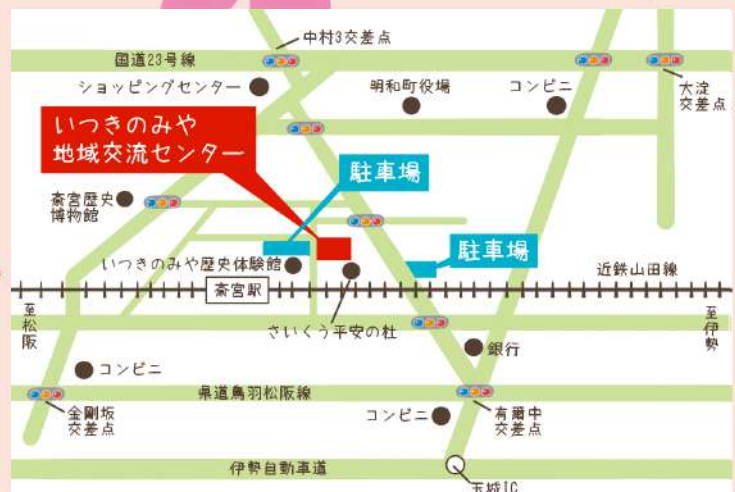 中村3交差点
国道23号線
ショッピングセンター
明和町役場
コンビニ
大淀
交差点
いつきのみや
地域交流センター
駐車場
斎宮歴史
博物館
駐車場
いつきのみや歴史体験館
近鉄山田線
斎宮駅
至松阪
さいくう平安の杜
至伊勢
銀行
コンビニ
県道鳥羽松阪線
金剛坂
交差点
コンビニ
有爾中
交差点
伊勢自動車道
玉城IC